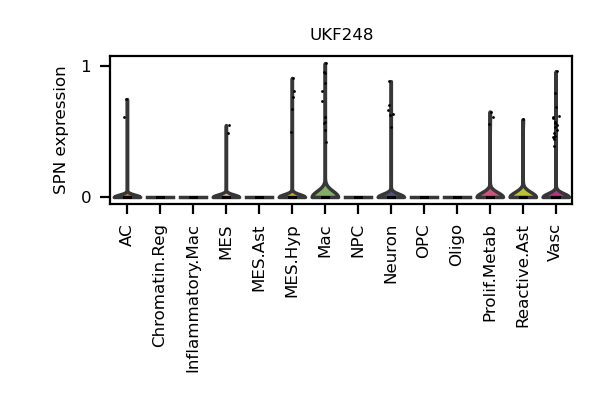 UKF248
SPN expression
1
0
AC
Chromatin.Reg
Inflammatory.Mac
MES
MES.Ast
MES.Hyp
Mac
NPC
Neuron
OPC
Oligo
Prolif.Metab
Reactive.Ast
Vasc